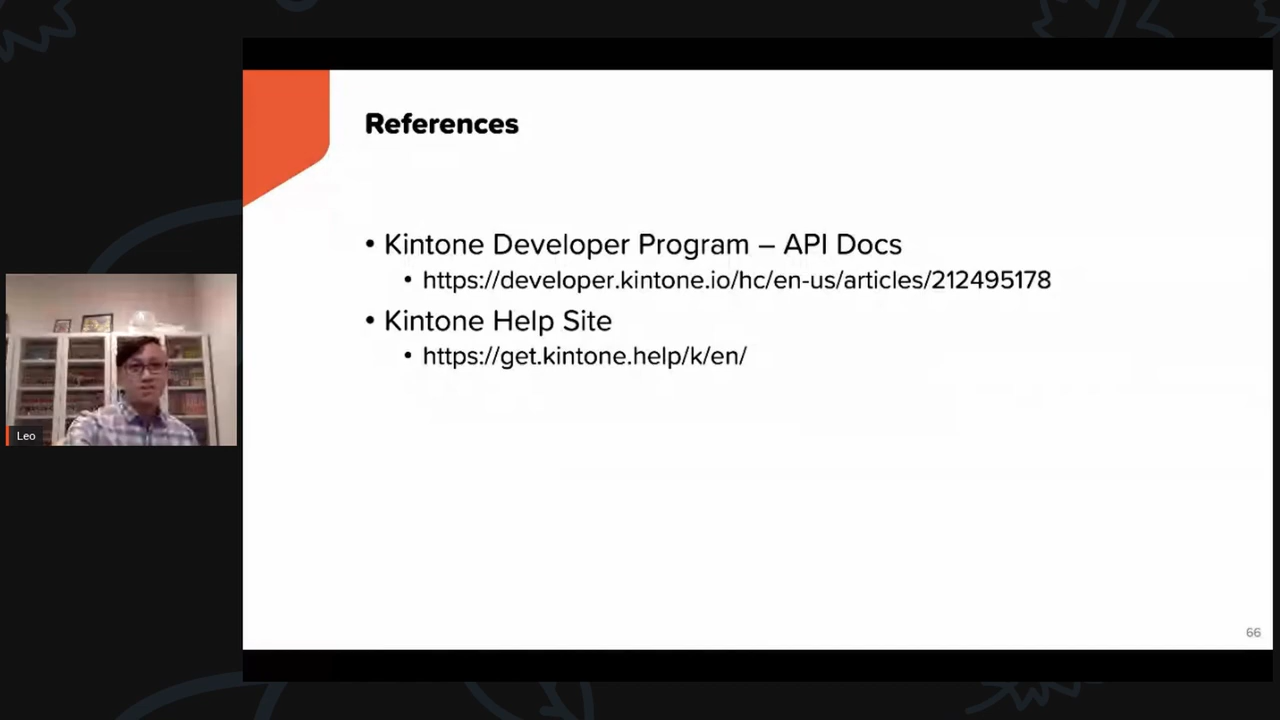 References
• Kintone Developer Program – API Docs
• https://developer.kintone.io/hc/en-us/articles/212495178
• Kintone Help Site
• https://get.kintone.help/k/en/
Leo
66